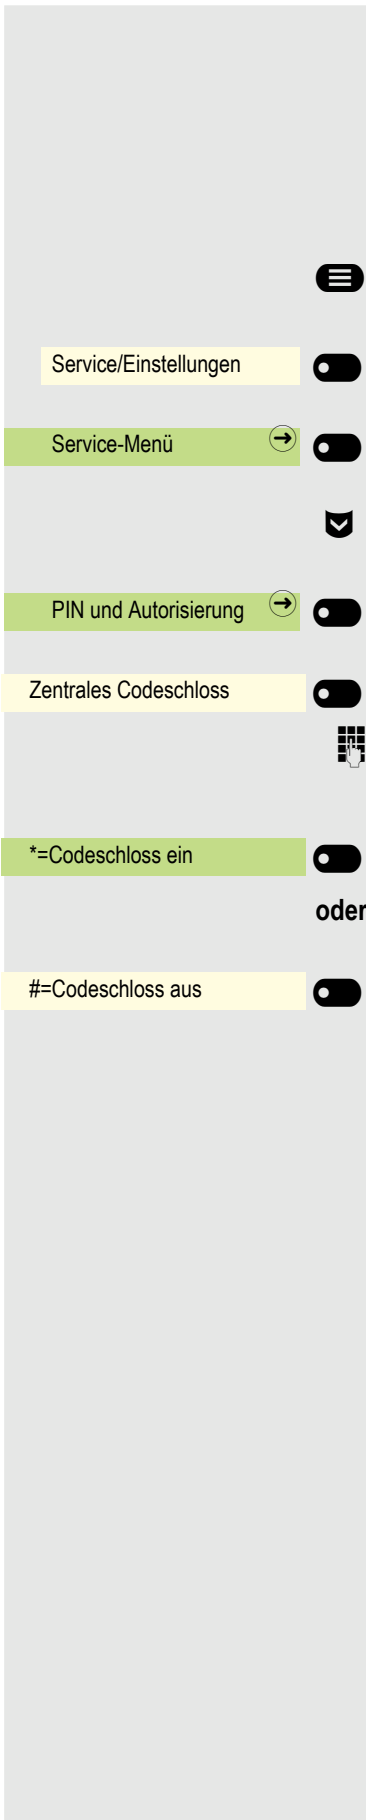 Service/Einstellungen
Service-Menü
PIN und Autorisierung
Zentrales Codeschloss
*=Codeschloss ein
oder
#=Codeschloss aus